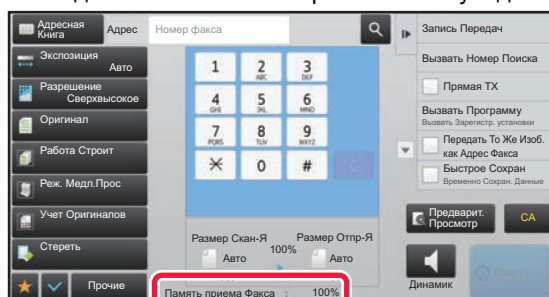 Адресная
Книга
Адрес
Номер факса
Экспозиция
Авто
Разрешение
Сверхвысокое
Оригинал
Работа Строит
Реж. Медл.Прос
Учет Оригиналов
Стереть
Прочие
1
2
ABC
3
DEF
4
GHI
5
JKL
6
MNO
7
PQRS
8
TUV
9
WXYZ
0
#
C
Размер Скан-Я
Авто
100%
Размер Отпр-Я
Авто
Память приема Факса : 100%
Запись Передач
Вызвать Номер Поиска
Прямая TX
Вызвать Программу
Вызвать Зарегистр. установки
Передать То Же Изоб.
как Адрес Факса
Быстрое Сохран
Временно Сохран. Данные
Предварит.
Просмотр
CA
Динамик
Старт